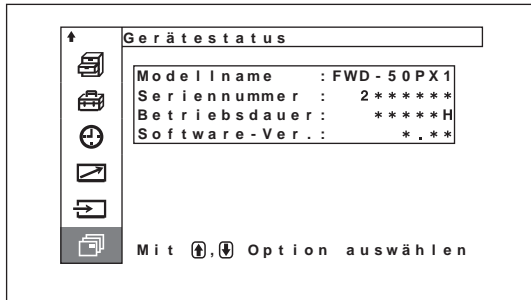 Gerätestatus
Modellname :FWD-50PX1
Seriennummer : 2******
Betriebsdauer: *****H
Software-Ver.: *.**
Mit ↑,↓ Option auswählen